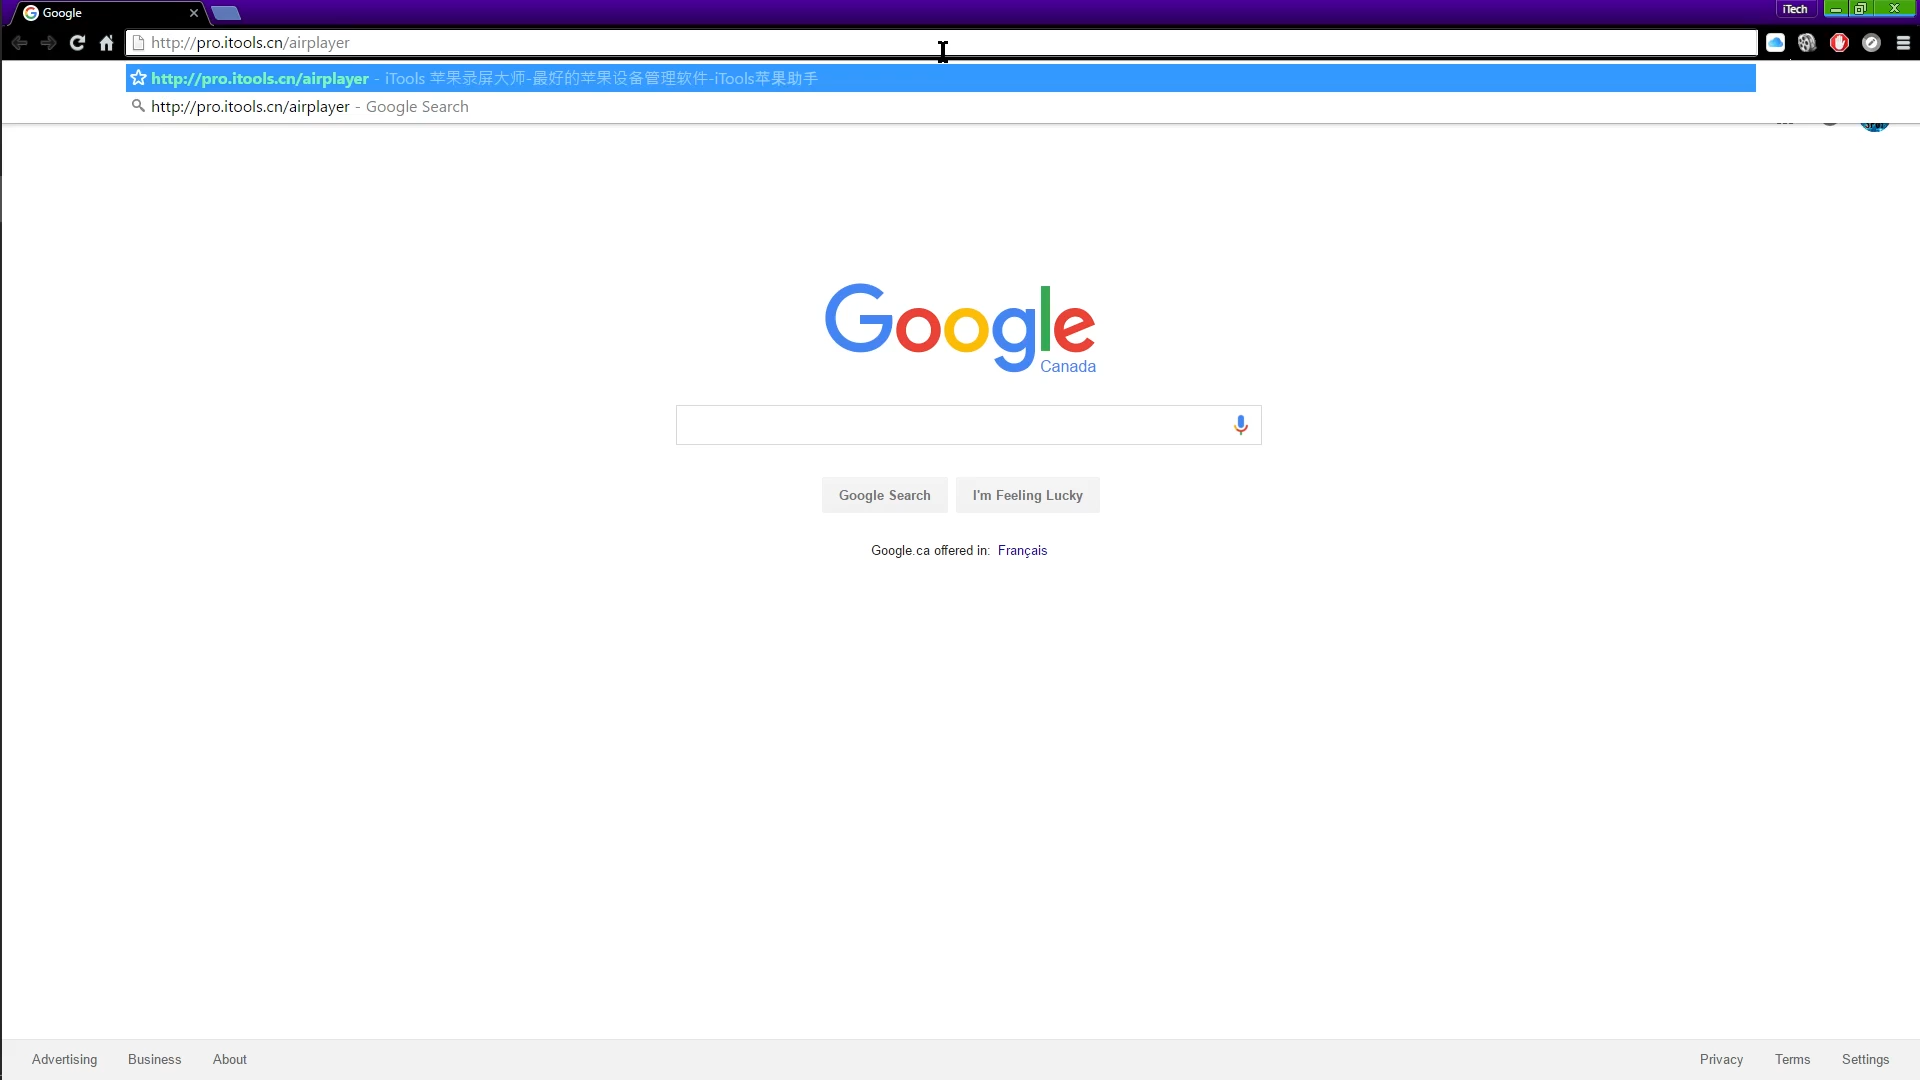 Google
iTech
http://pro.itools.cn/airplayer
http://pro.itools.cn/airplayer - iTools 苹果录屏大师-最好的苹果设备管理软件-iTools苹果助手
http://pro.itools.cn/airplayer - Google Search
Google
Canada
Google Search
I'm Feeling Lucky
Google.ca offered in: Français
Advertising
Business
About
Privacy
Terms
Settings